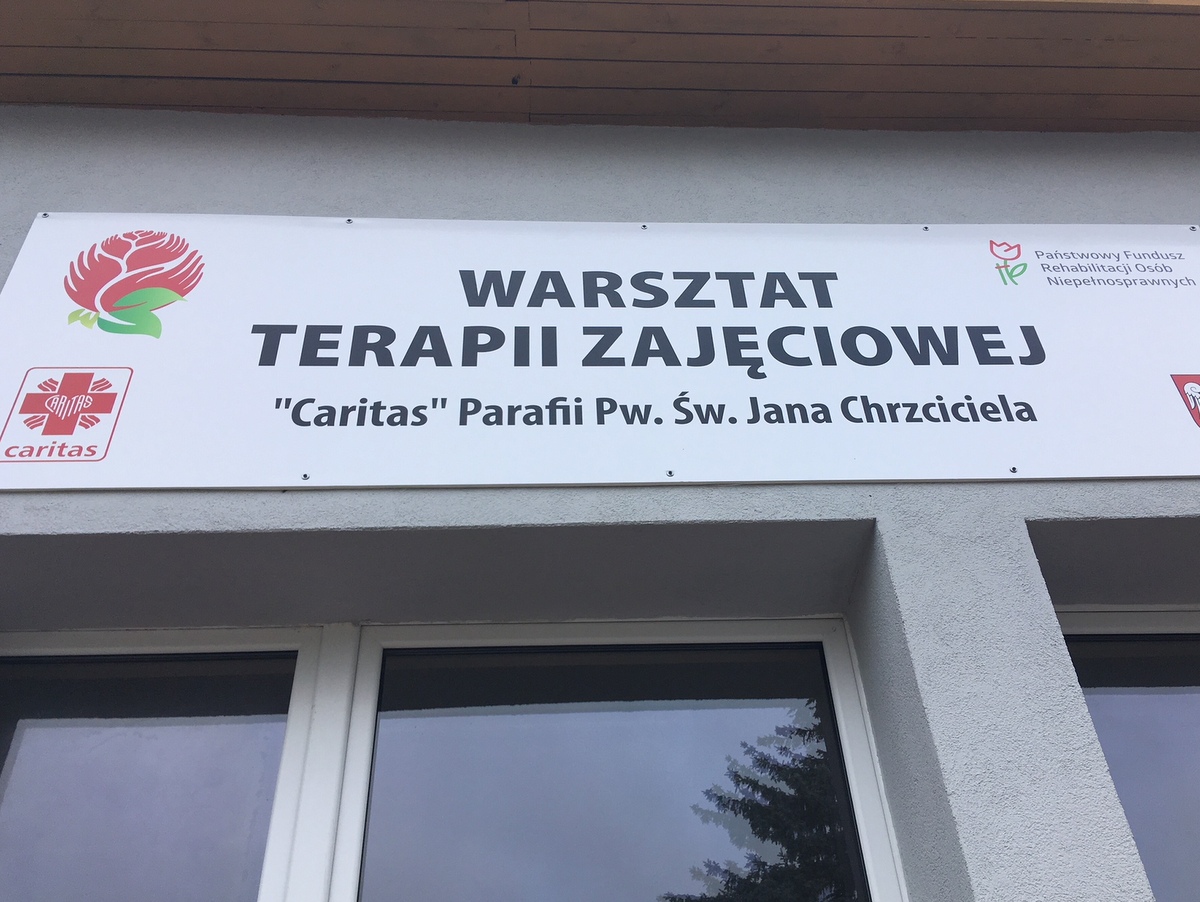 WARSZTAT
TERAPII ZAJĘCIOWEJ
"Caritas" Parafii Pw. Św. Jana Chrzciciela
Państwowy Fundusz
Rehabilitacji Osób
Niepełnosprawnych
CARITAS
caritas